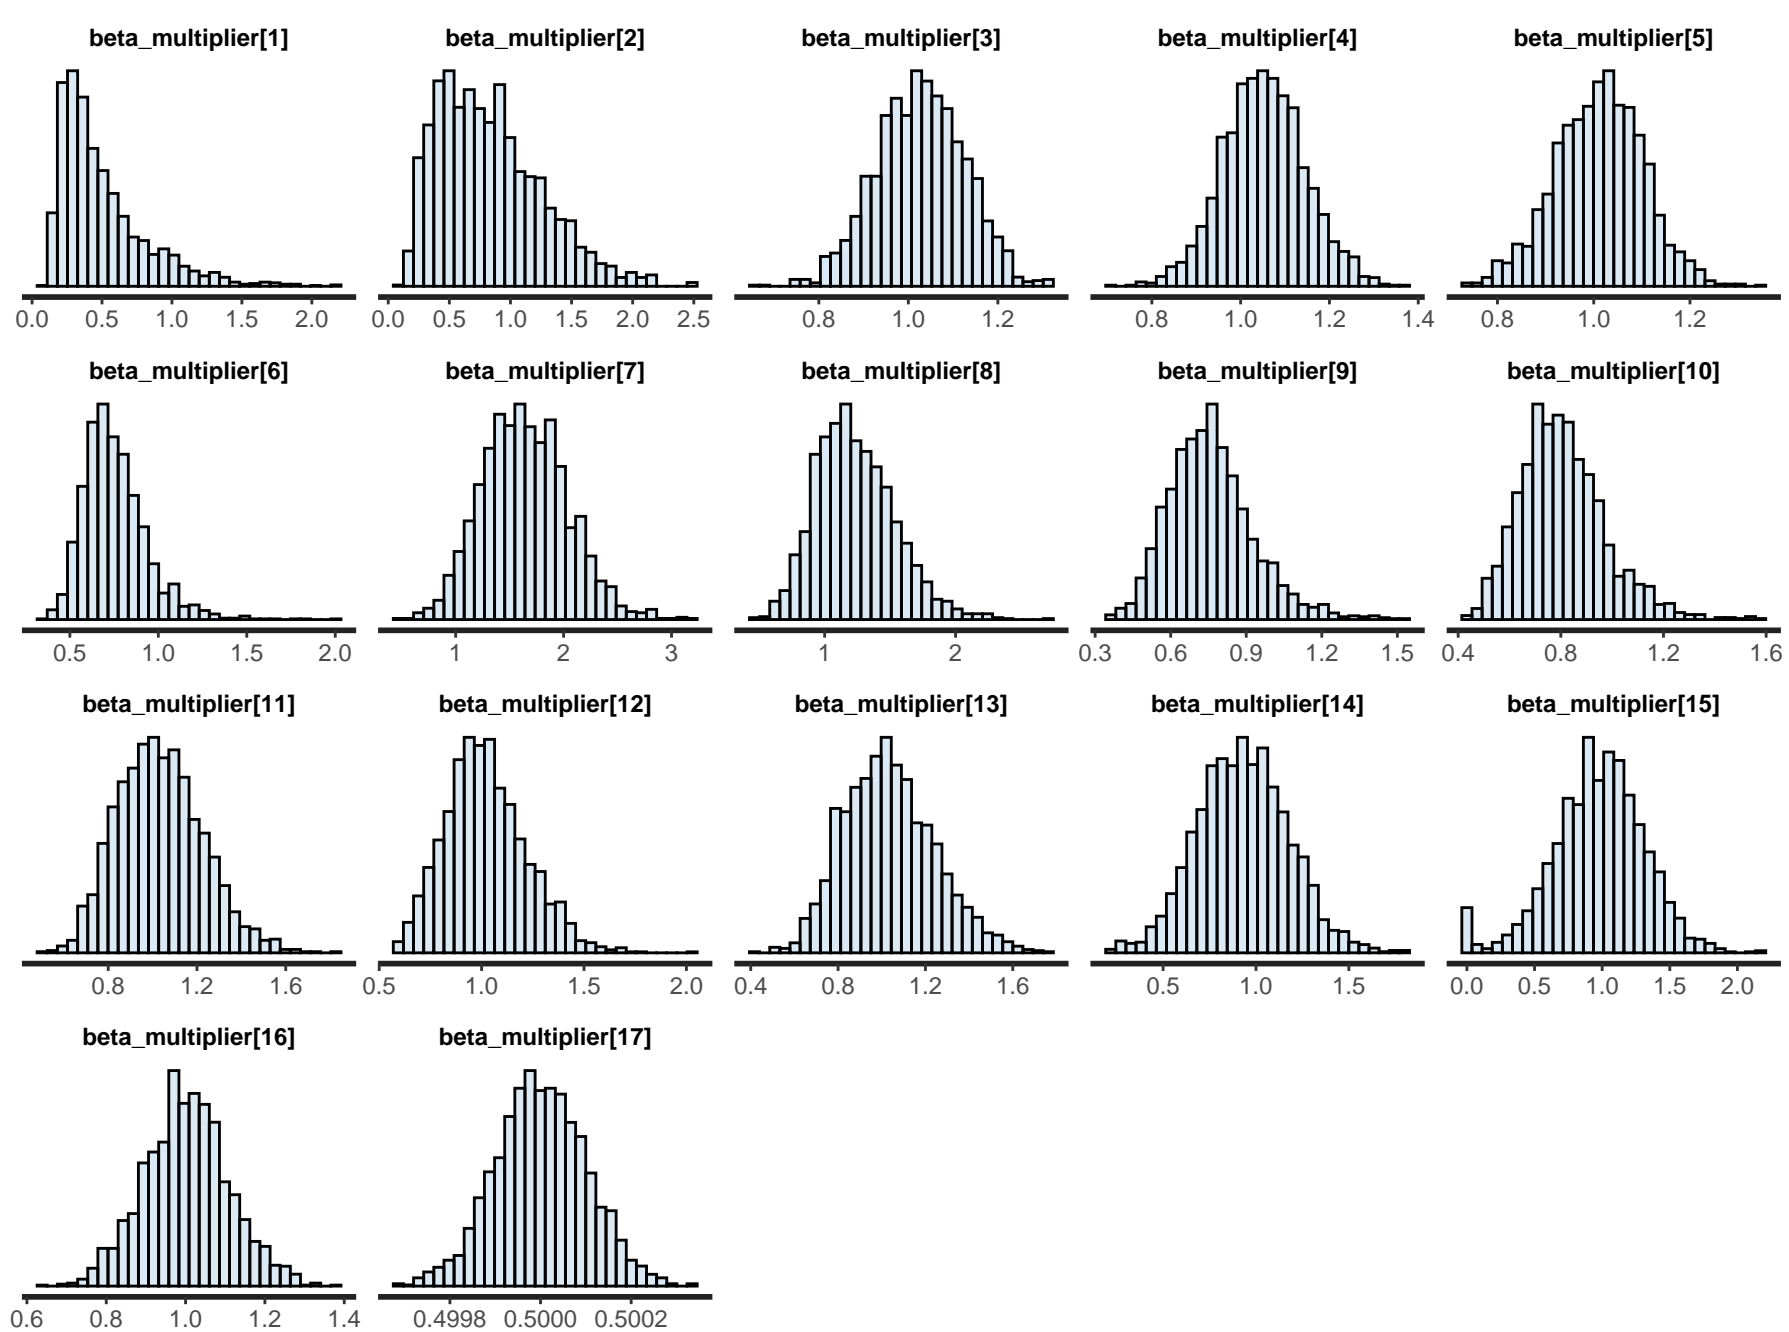 beta_multiplier[1] beta_multiplier[2] beta_multiplier[3] beta_multiplier[4] beta_multiplier[5]
0.0 0.5 1.0 1.5 2.0 0.0 0.5 1.0 1.5 2.0 2.5 0.8 1.0 1.2 0.8 1.0 1.2 1.4 0.8 1.0 1.2
beta_multiplier[6] beta_multiplier[7] beta_multiplier[8] beta_multiplier[9] beta_multiplier[10]
0.5 1.0 1.5 2.0 1 2 3 1 2 0.3 0.6 0.9 1.2 1.5 0.4 0.8 1.2 1.6
beta_multiplier[11] beta_multiplier[12] beta_multiplier[13] beta_multiplier[14] beta_multiplier[15]
0.8 1.2 1.6 0.5 1.0 1.5 2.0 0.4 0.8 1.2 1.6 0.5 1.0 1.5 0.0 0.5 1.0 1.5 2.0
beta_multiplier[16] beta_multiplier[17]
0.6 0.8 1.0 1.2 1.4 0.4998 0.5000 0.5002